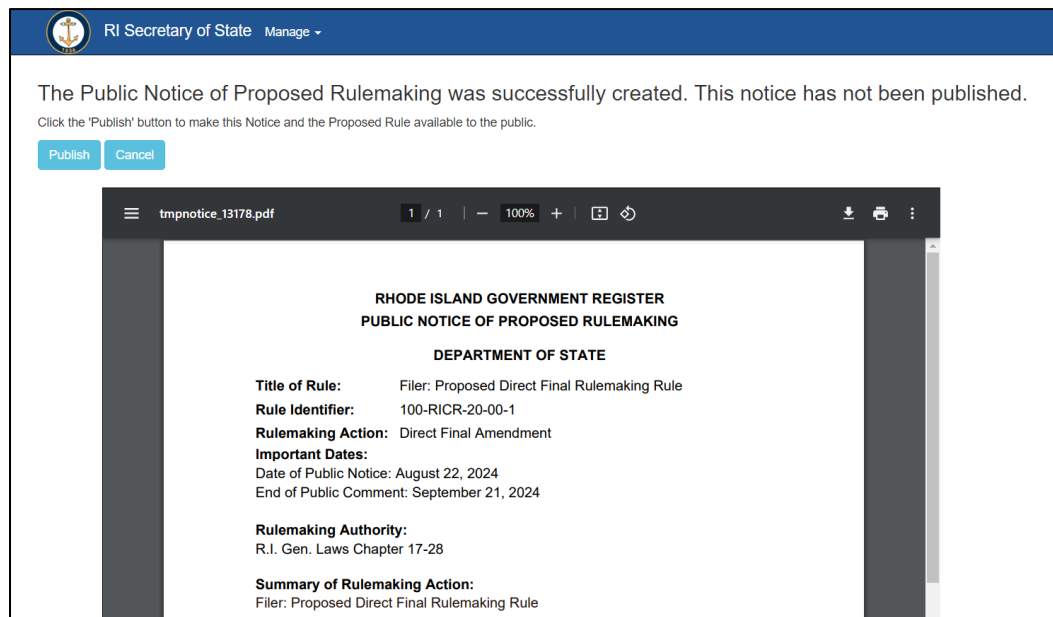 RI Secretary of State Manage
The Public Notice of Proposed Rulemaking was successfully created. This notice has not been published.
Click the 'Publish' button to make this Notice and the Proposed Rule available to the public.
Publish Cancel
tmpnotice_13178.pdf 1 / 1 100%
RHODE ISLAND GOVERNMENT REGISTER
PUBLIC NOTICE OF PROPOSED RULEMAKING
DEPARTMENT OF STATE
Title of Rule: Filer: Proposed Direct Final Rulemaking Rule
Rule Identifier: 100-RICR-20-00-1
Rulemaking Action: Direct Final Amendment
Important Dates:
Date of Public Notice: August 22, 2024
End of Public Comment: September 21, 2024
Rulemaking Authority:
R.I. Gen. Laws Chapter 17-28
Summary of Rulemaking Action:
Filer: Proposed Direct Final Rulemaking Rule